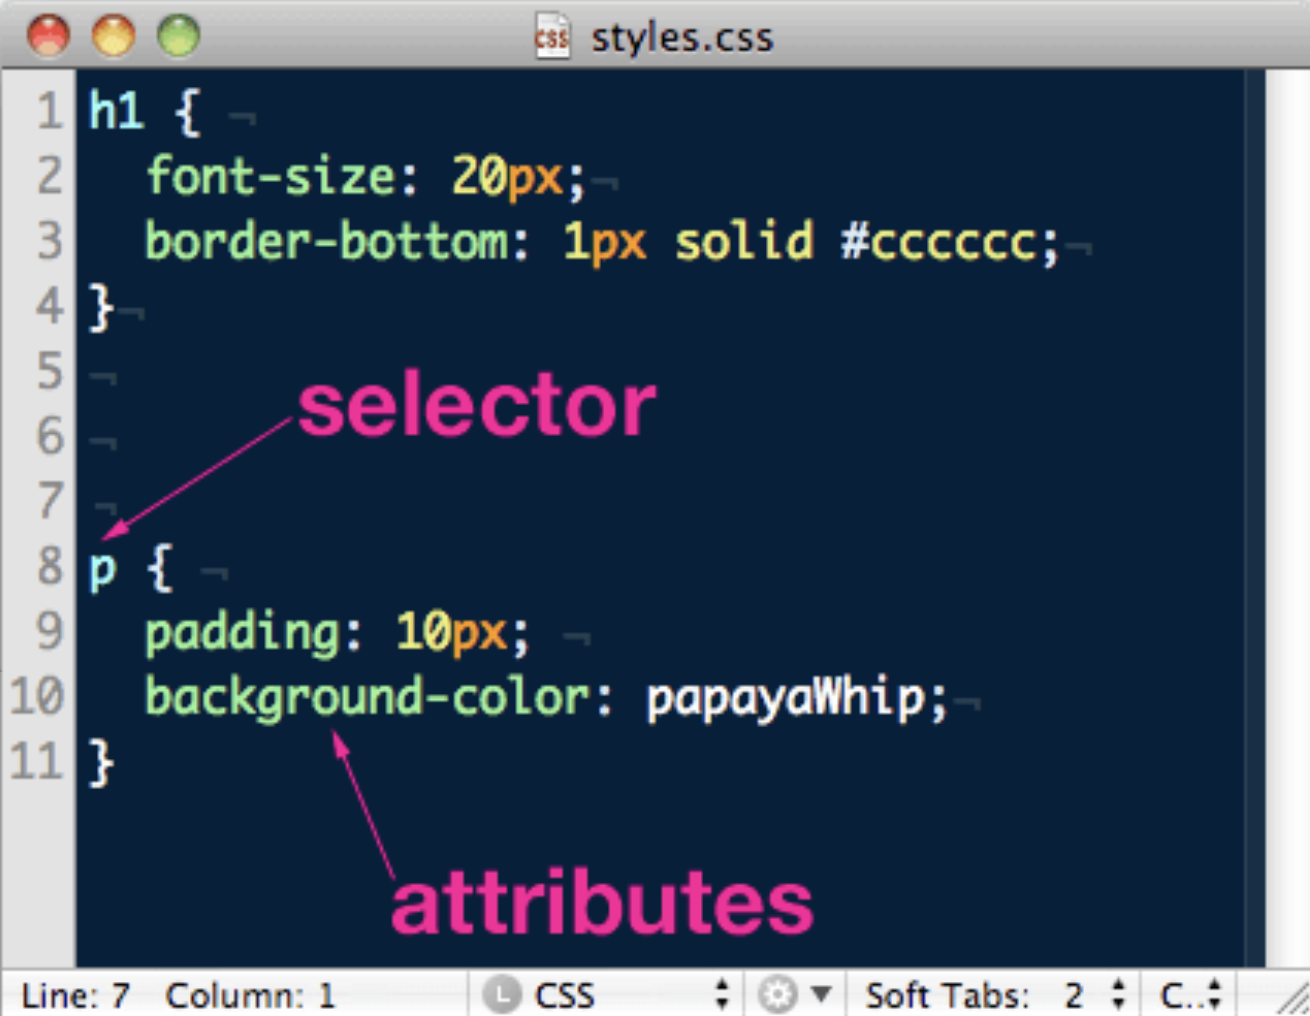 styles.css
1 h1 { ¬
2 font-size: 20px;¬
3 border-bottom: 1px solid #cccccc;¬
4 }¬
5 ¬
selector
6 ¬
7 ¬
8 p { ¬
9 padding: 10px; ¬
10 background-color: papayaWhip;¬
11 }
attributes
Line: 7 Column: 1 L CSS Soft Tabs: 2 C..